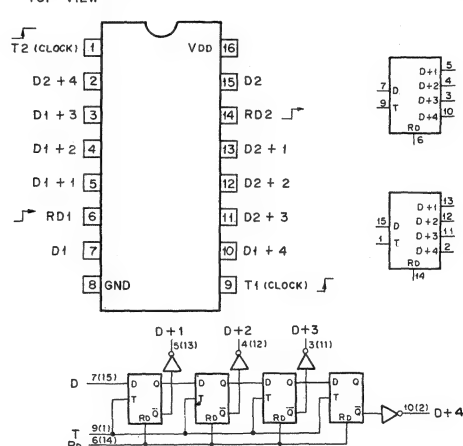 TOP VIEW
T2 (CLOCK) 1 VDD 16
D2 + 4 2 15 D2
D1 + 3 3 14 RD2
D1 + 2 4 13 D2 + 1
D1 + 1 5 12 D2 + 2
RD1 6 11 D2 + 3
D1 7 10 D1 + 4
8 GND 9 T1 (CLOCK)
D+1 5
7 D D+2 4
9 T D+3 3
D+4 10
RD
6
D+1 13
15 D D+2 12
1 T D+3 11
D+4 2
RD
14
D+1 D+2 D+3
5(13) 4(12) 3(11)
D 7(15) D Q D Q D Q D Q
T T T T
RD Q RD Q RD Q RD Q 10(2) D+4
T 9(1)
RD 6(14)